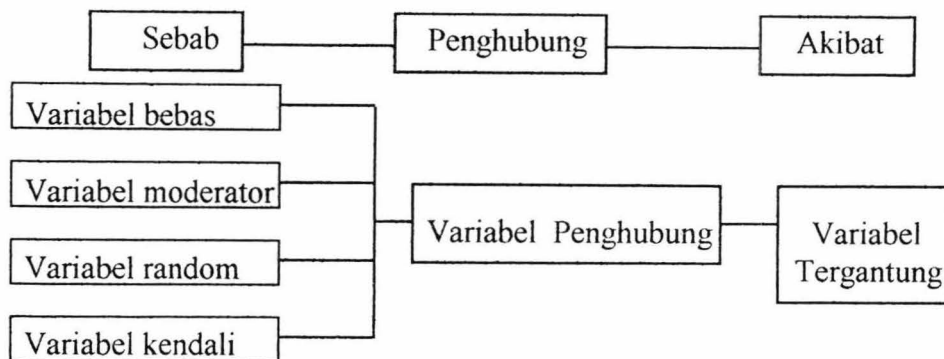 Sebab
Penghubung
Akibat
Variabel bebas
Variabel moderator
Variabel random
Variabel kendali
Variabel Penghubung
Variabel
Tergantung